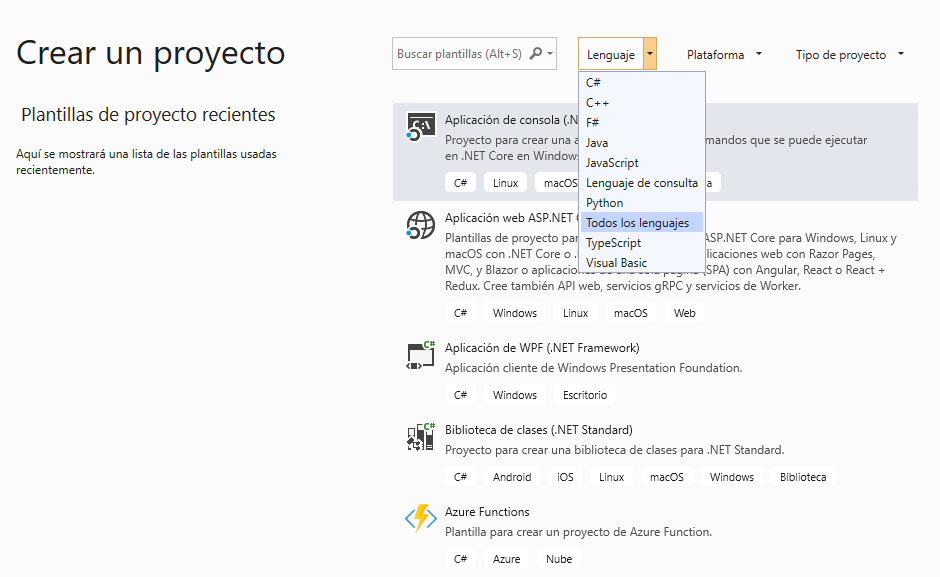 Crear un proyecto
Plantillas de proyecto recientes
Aquí se mostrará una lista de las plantillas usadas
recientemente.
Buscar plantillas (Alt+S)
Lenguaje
Plataforma
Tipo de proyecto
C#
C++
F#
Java
JavaScript
Lenguaje de consulta
Python
Todos los lenguajes
TypeScript
Visual Basic
Aplicación de consola (.N
Proyecto para crear una a mandos que se puede ejecutar
en .NET Core en Window
C# Linux macOS a
Aplicación web ASP.NET
Plantillas de proyecto par ASP.NET Core para Windows, Linux y
macOS con .NET Core o . licaciones web con Razor Pages,
MVC, y Blazor o aplicaciones de una sola página (SPA) con Angular, React o React +
Redux. Cree también API web, servicios gRPC y servicios de Worker.
C# Windows Linux macOS Web
C#
Aplicación de WPF (.NET Framework)
Aplicación cliente de Windows Presentation Foundation.
C# Windows Escritorio
C#
Biblioteca de clases (.NET Standard)
Proyecto para crear una biblioteca de clases para .NET Standard.
C# Android iOS Linux macOS Windows Biblioteca
Azure Functions
Plantilla para crear un proyecto de Azure Function.
C# Azure Nube